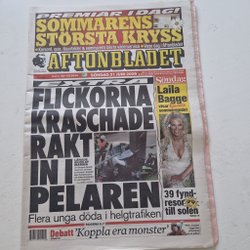 PREMIÄR I DAG!
SOMMARENS
STÖRSTA KRYSS
AFTONBLADET
SÖNDAG 21 JUNI 2009
EXTRA
FLICKORNA
KRASCHADE
RAKT
IN I
PELAREN
Flera unga döda i helgtrafiken
Söndag
Laila
Bagge
39 fynd-
resor
till solen
Debatt "Koppla era monster"